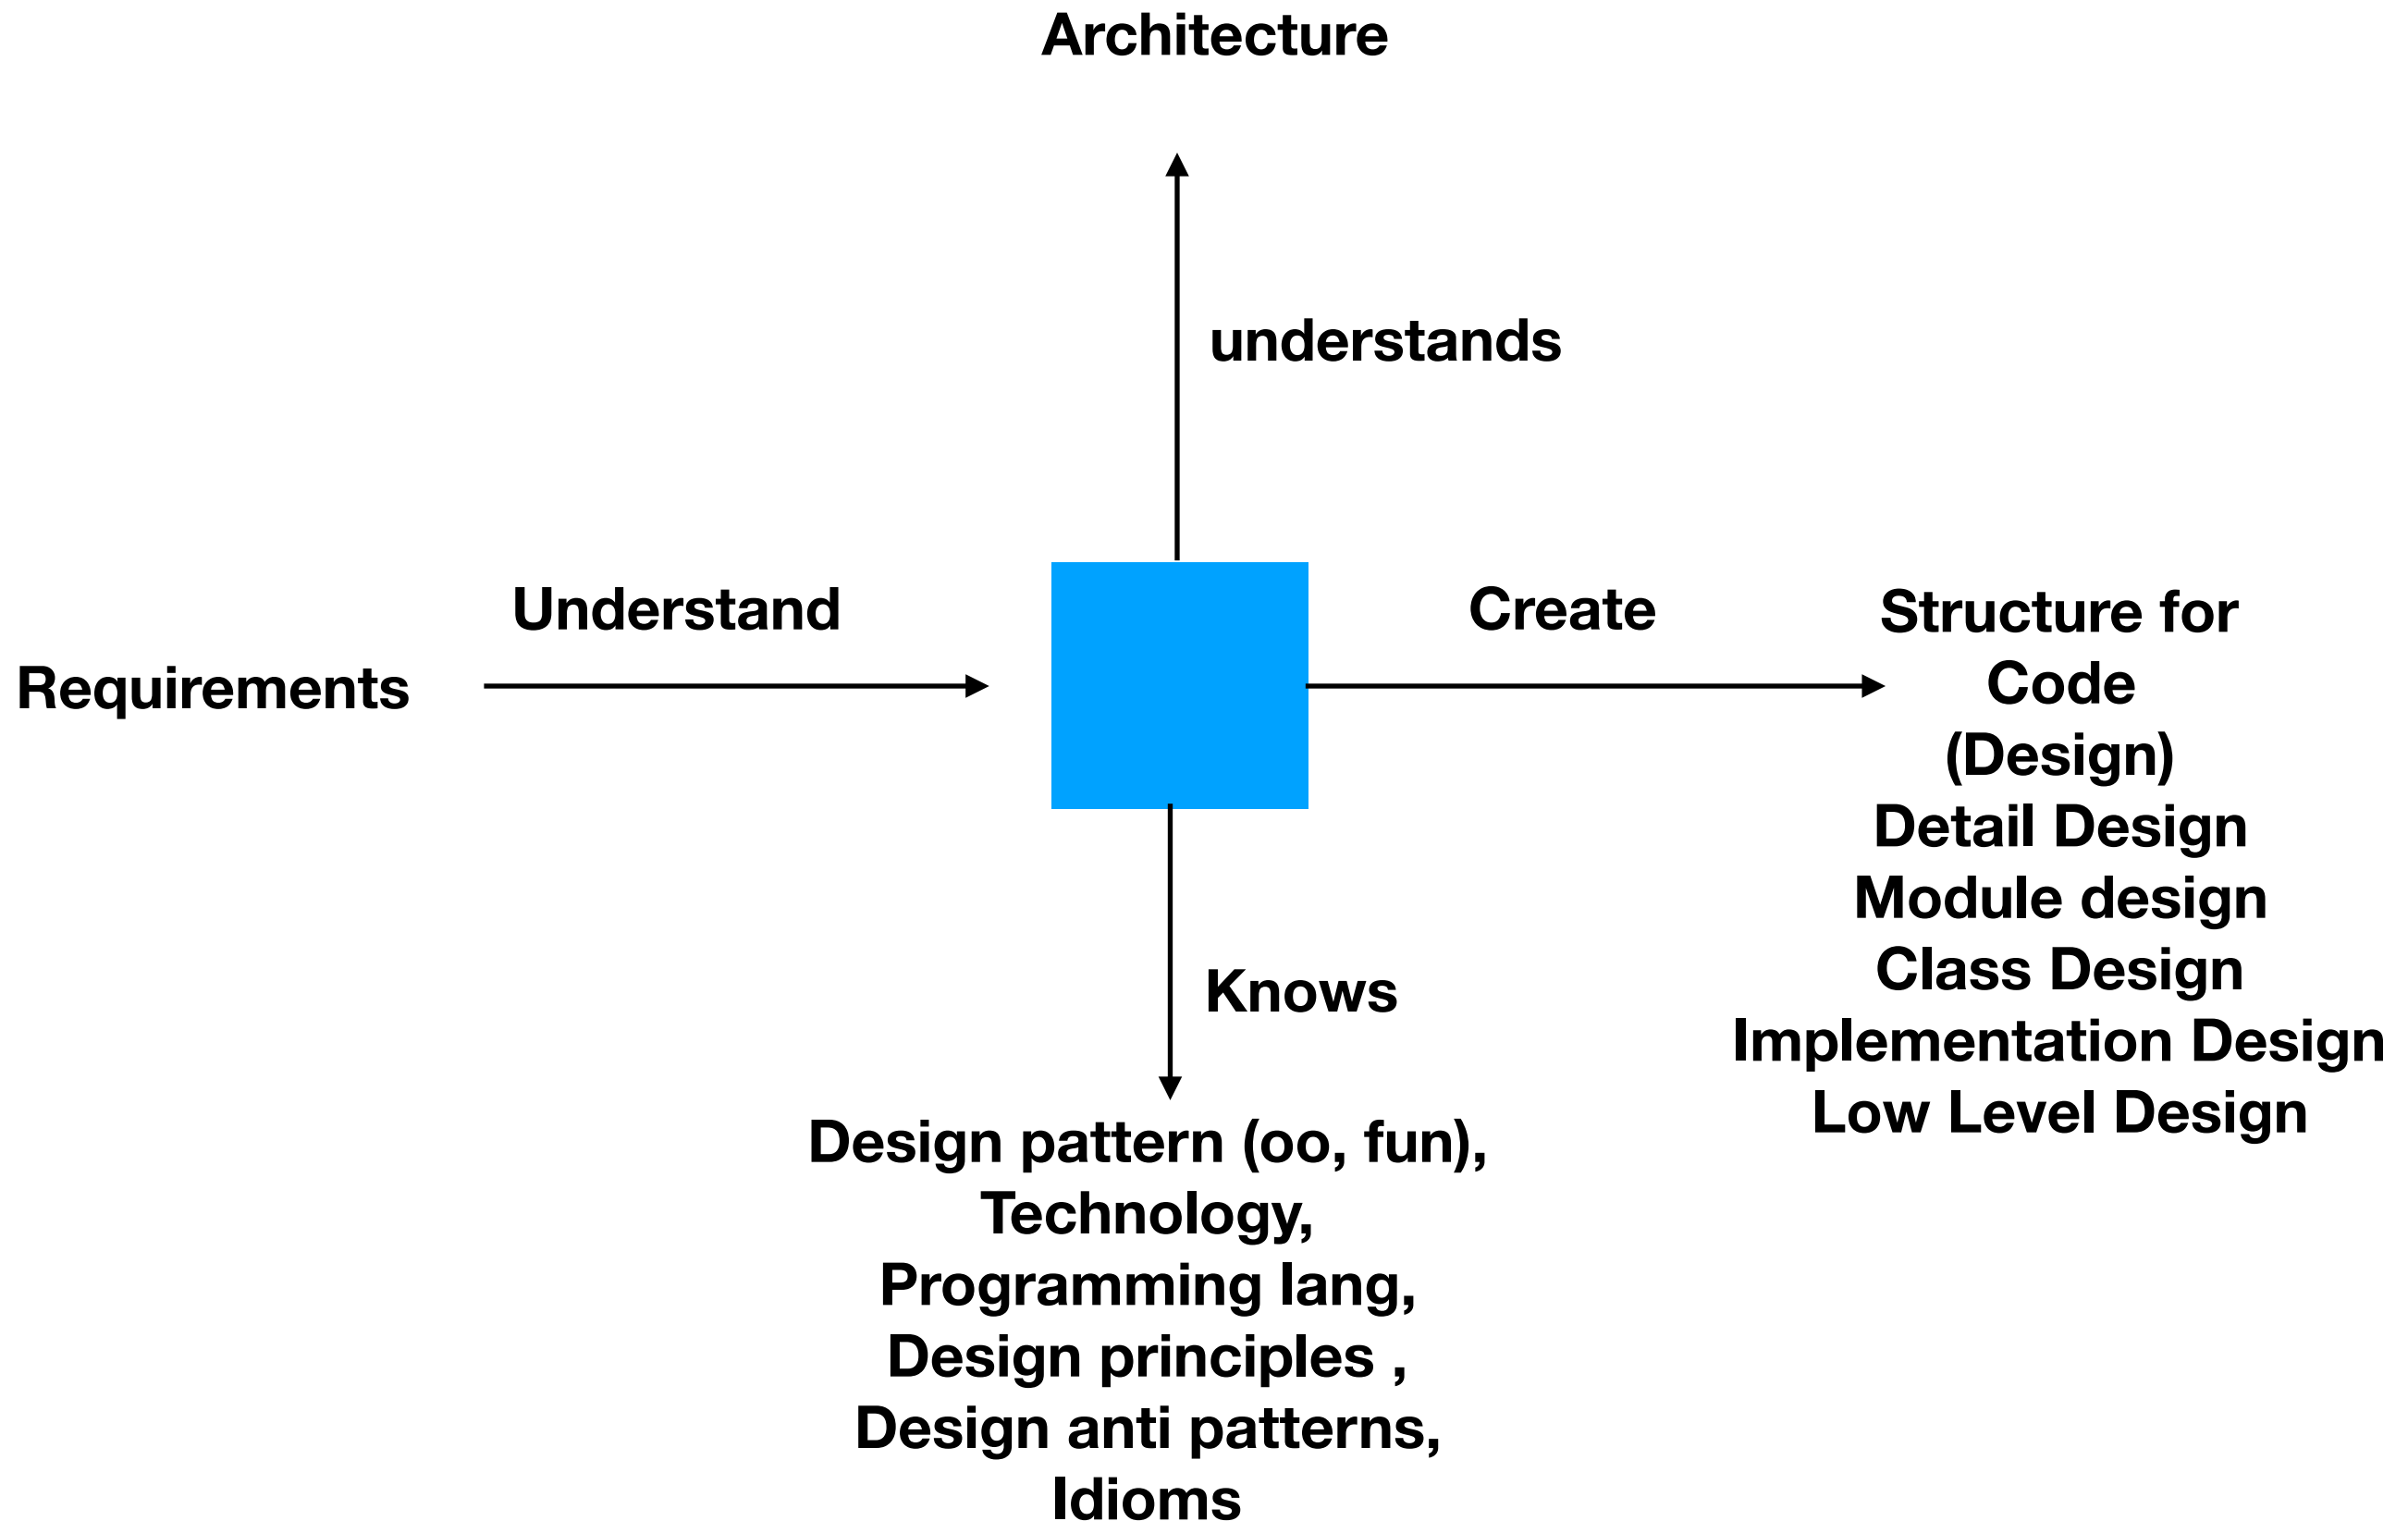 Architecture
understands
Understand
Requirements
Create
Structure for
Code
(Design)
Detail Design
Module design
Class Design
Implementation Design
Low Level Design
Knows
Design pattern (oo, fun),
Technology,
Programming lang,
Design principles ,
Design anti patterns,
Idioms